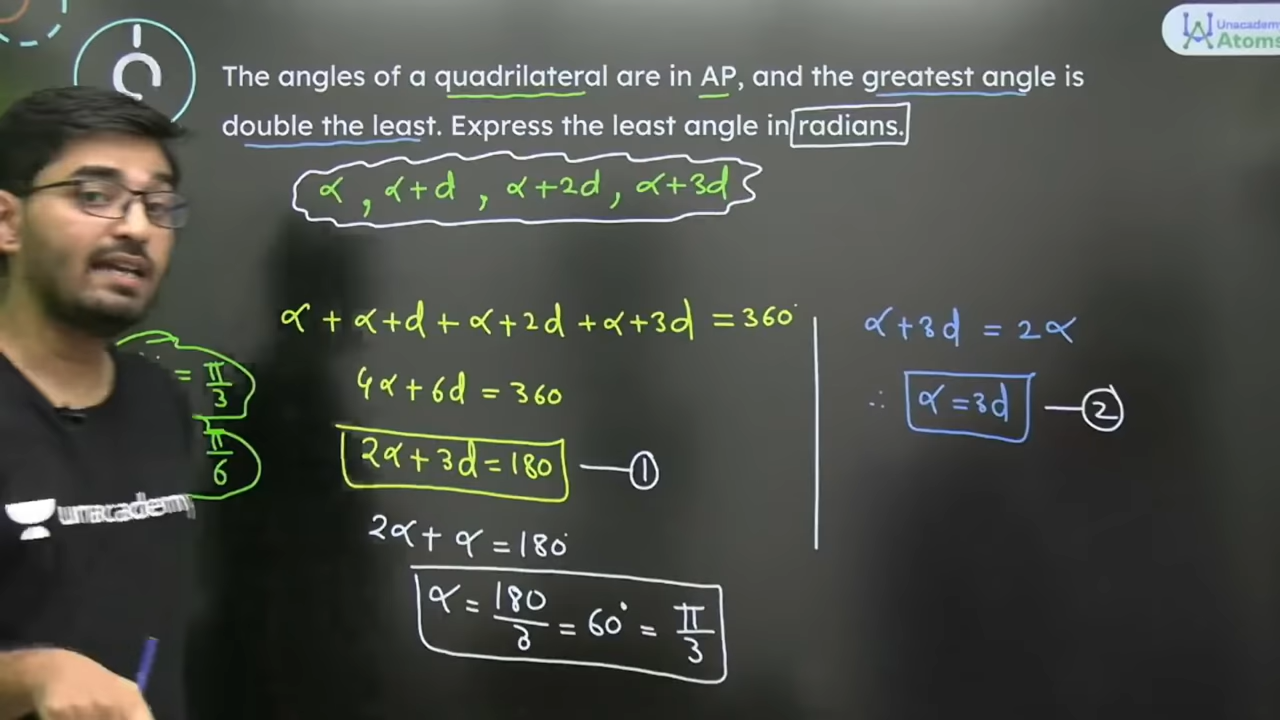 Unacademy
Atoms
The angles of a quadrilateral are in AP, and the greatest angle is
double the least. Express the least angle in radians.
α, α+d, α+2d, α+3d
α + α+d + α+2d + α+3d = 360°
4α + 6d = 360
2α + 3d = 180 — ①
2α + α = 180°
α = 180/3 = 60° = π/3
α+3d = 2α
∴ α = 3d — ②
= π/3
π/6
unacademy